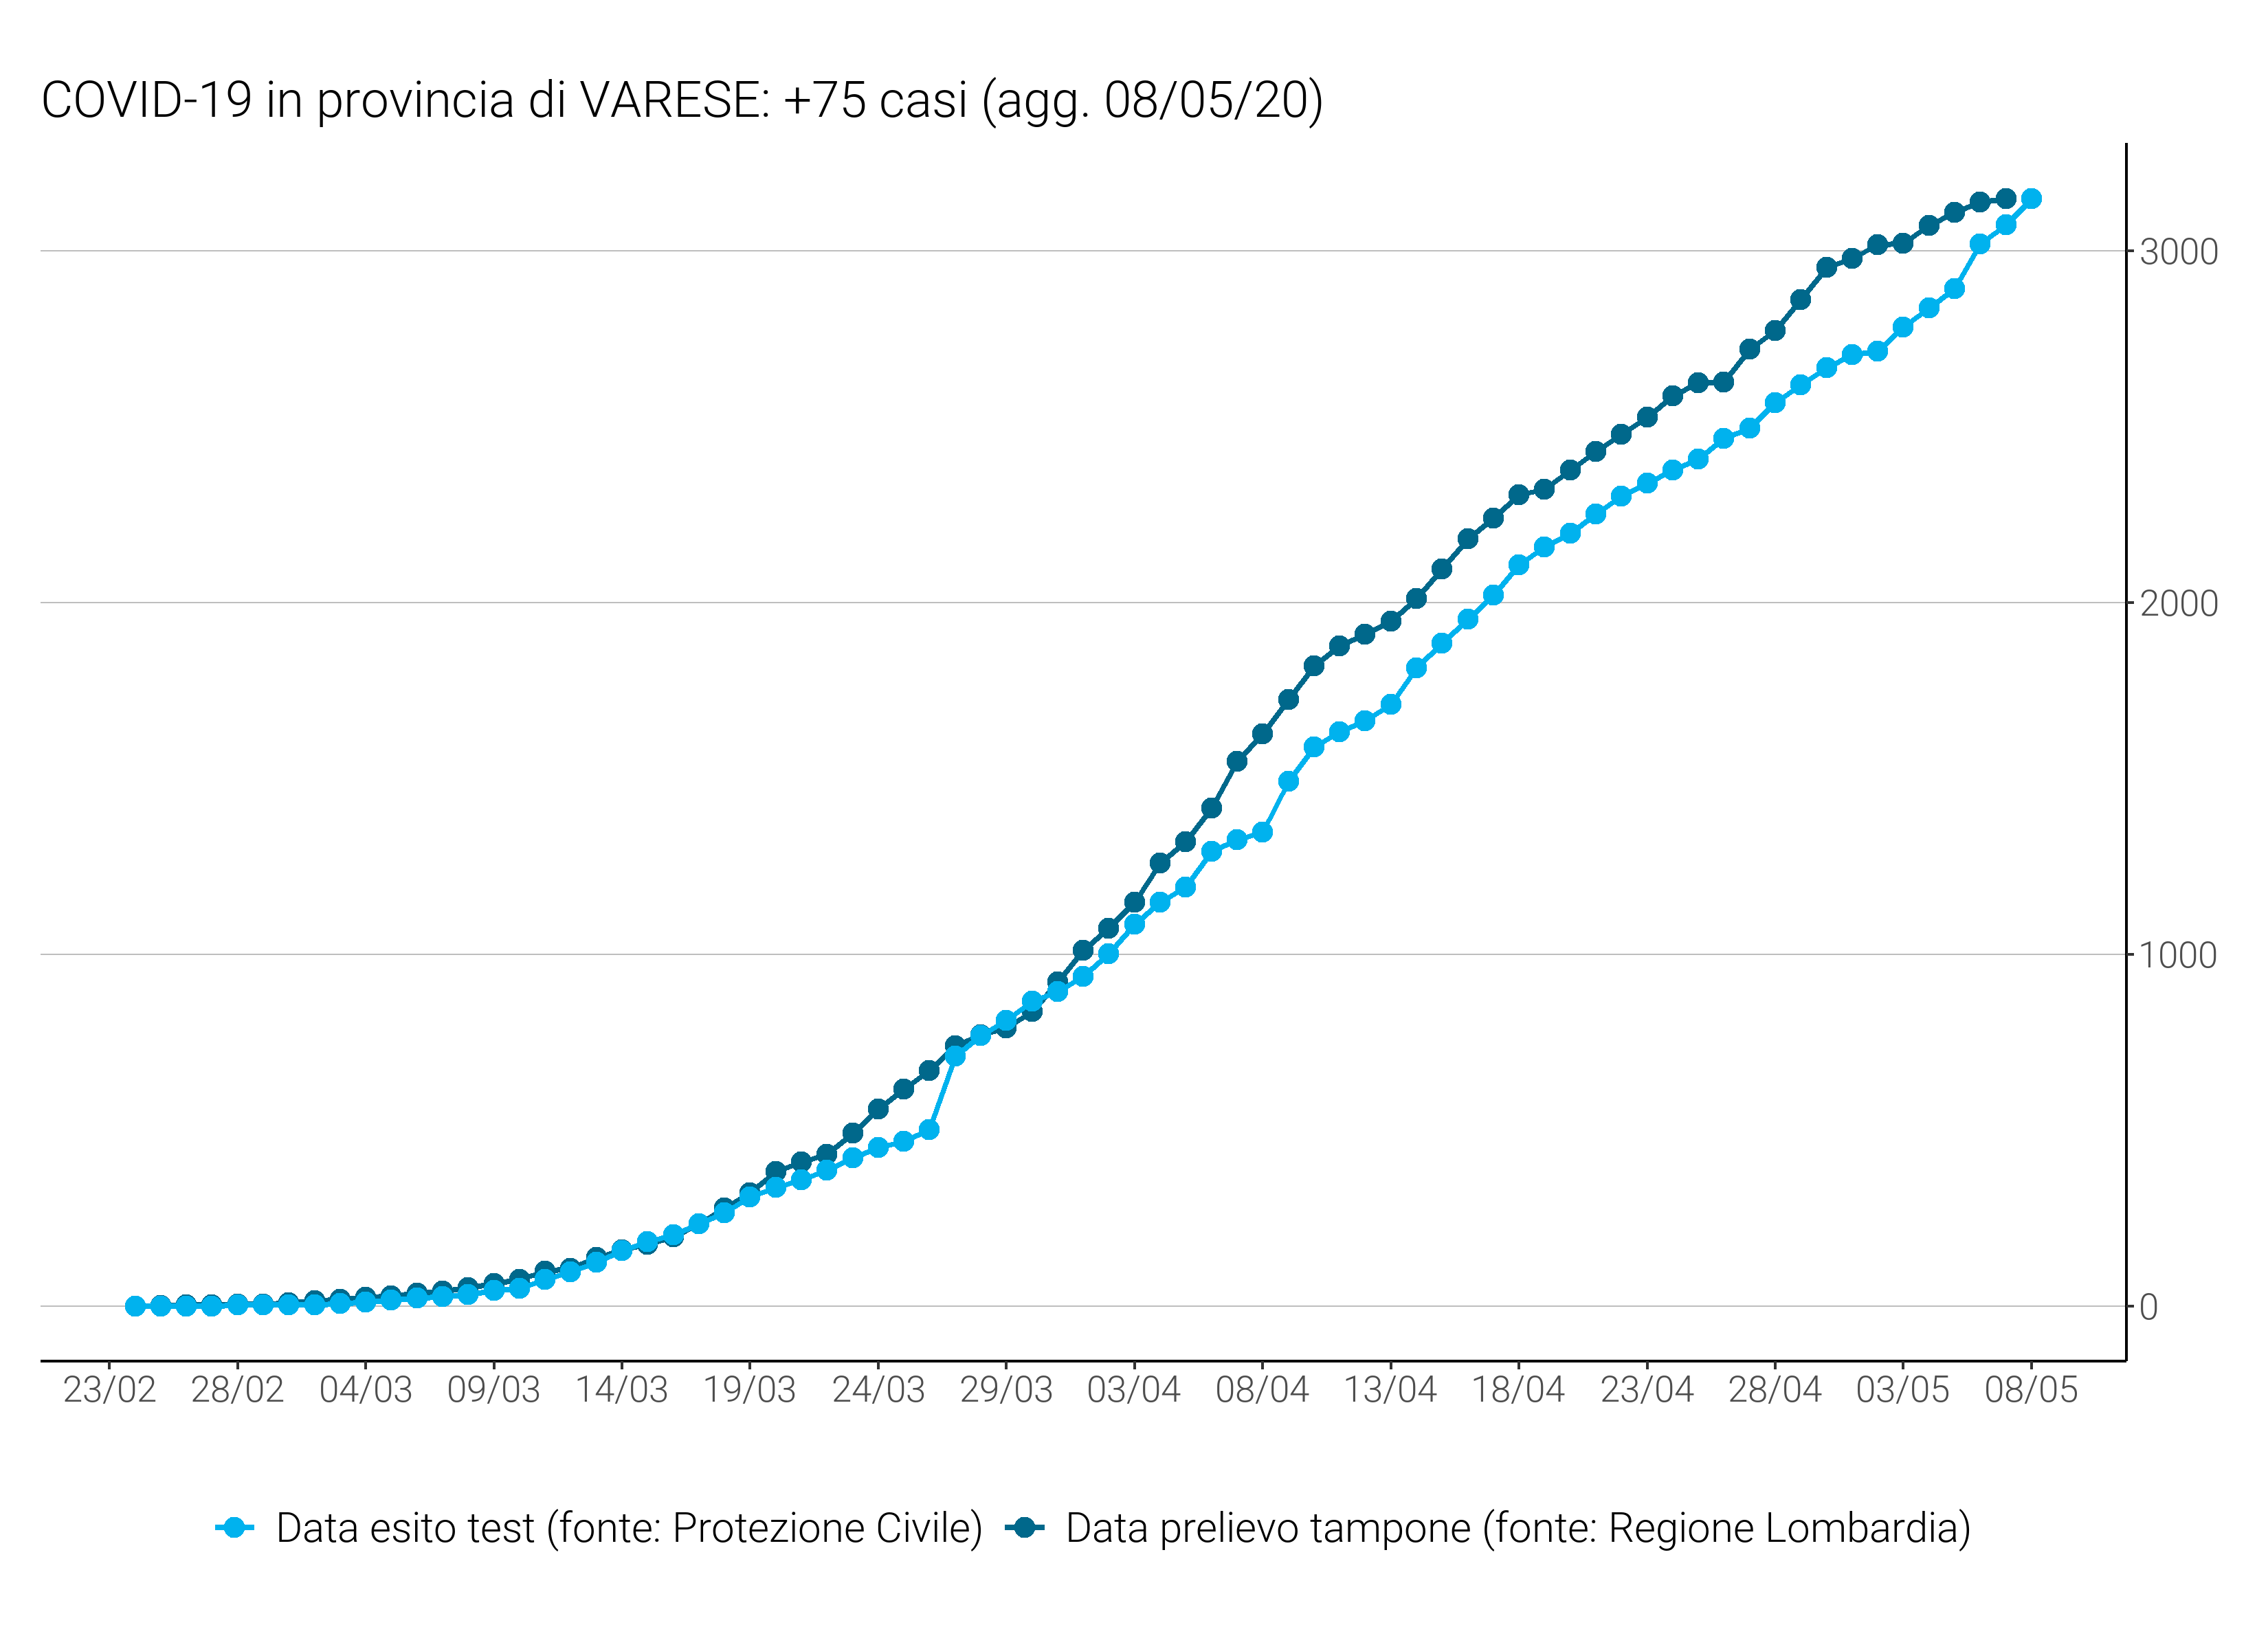 COVID-19 in provincia di VARESE: +75 casi (agg. 08/05/20)
3000
2000
1000
0
23/02 28/02 04/03 09/03 14/03 19/03 24/03 29/03 03/04 08/04 13/04 18/04 23/04 28/04 03/05 08/05
Data esito test (fonte: Protezione Civile) Data prelievo tampone (fonte: Regione Lombardia)